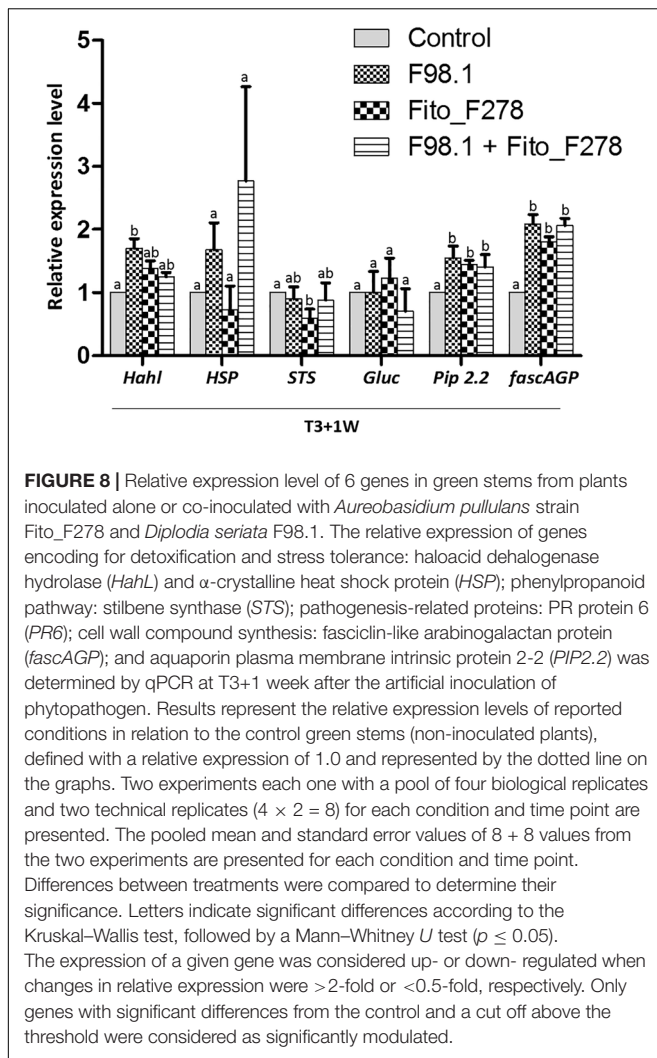 Control
F98.1
Fito_F278
F98.1 + Fito_F278
Relative expression level
5
4
3
2
1
0
a b ab ab
a a a a
a ab b ab
a a a a
a b b b
a b b b
Hahl HSP STS Gluc Pip 2.2 fascAGP
T3+1W
FIGURE 8 | Relative expression level of 6 genes in green stems from plants
inoculated alone or co-inoculated with Aureobasidium pullulans strain
Fito_F278 and Diplodia seriata F98.1. The relative expression of genes
encoding for detoxification and stress tolerance: haloacid dehalogenase
hydrolase (HahL) and α-crystalline heat shock protein (HSP); phenylpropanoid
pathway: stilbene synthase (STS); pathogenesis-related proteins: PR protein 6
(PR6); cell wall compound synthesis: fasciclin-like arabinogalactan protein
(fascAGP); and aquaporin plasma membrane intrinsic protein 2-2 (PIP2.2) was
determined by qPCR at T3+1 week after the artificial inoculation of
phytopathogen. Results represent the relative expression levels of reported
conditions in relation to the control green stems (non-inoculated plants),
defined with a relative expression of 1.0 and represented by the dotted line on
the graphs. Two experiments each one with a pool of four biological replicates
and two technical replicates (4 × 2 = 8) for each condition and time point are
presented. The pooled mean and standard error values of 8 + 8 values from
the two experiments are presented for each condition and time point.
Differences between treatments were compared to determine their
significance. Letters indicate significant differences according to the
Kruskal–Wallis test, followed by a Mann–Whitney U test (p ≤ 0.05).
The expression of a given gene was considered up- or down- regulated when
changes in relative expression were >2-fold or <0.5-fold, respectively. Only
genes with significant differences from the control and a cut off above the
threshold were considered as significantly modulated.